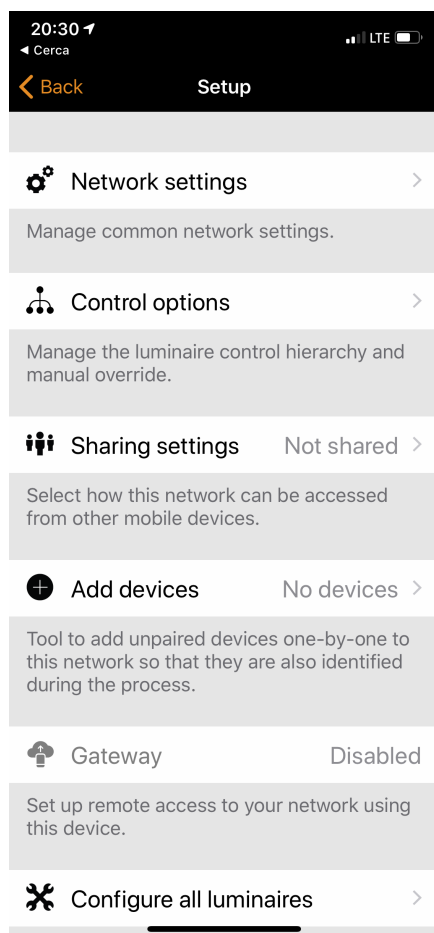 20:30
LTE
Cerca
Back
Setup
Network settings
Manage common network settings.
Control options
Manage the luminaire control hierarchy and
manual override.
Sharing settings Not shared
Select how this network can be accessed
from other mobile devices.
Add devices No devices
Tool to add unpaired devices one-by-one to
this network so that they are also identified
during the process.
Gateway Disabled
Set up remote access to your network using
this device.
Configure all luminaires